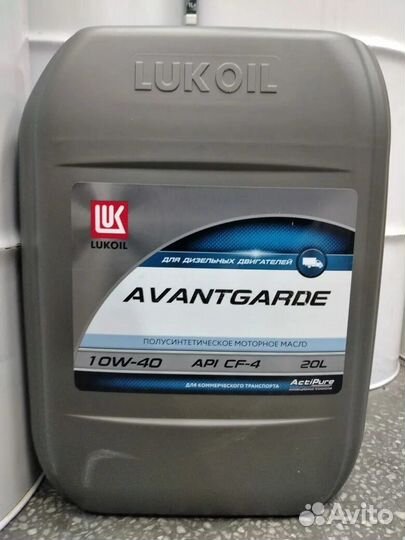 LUKOIL
LUK
LUKOIL
ДЛЯ ДИЗЕЛЬНЫХ ДВИГАТЕЛЕЙ
AVANTGARDE
ПОЛУСИНТЕТИЧЕСКОЕ МОТОРНОЕ МАСЛО
10W-40 API CF-4 20L
ДЛЯ КОММЕРЧЕСКОГО ТРАНСПОРТА
ActiPure
Avito